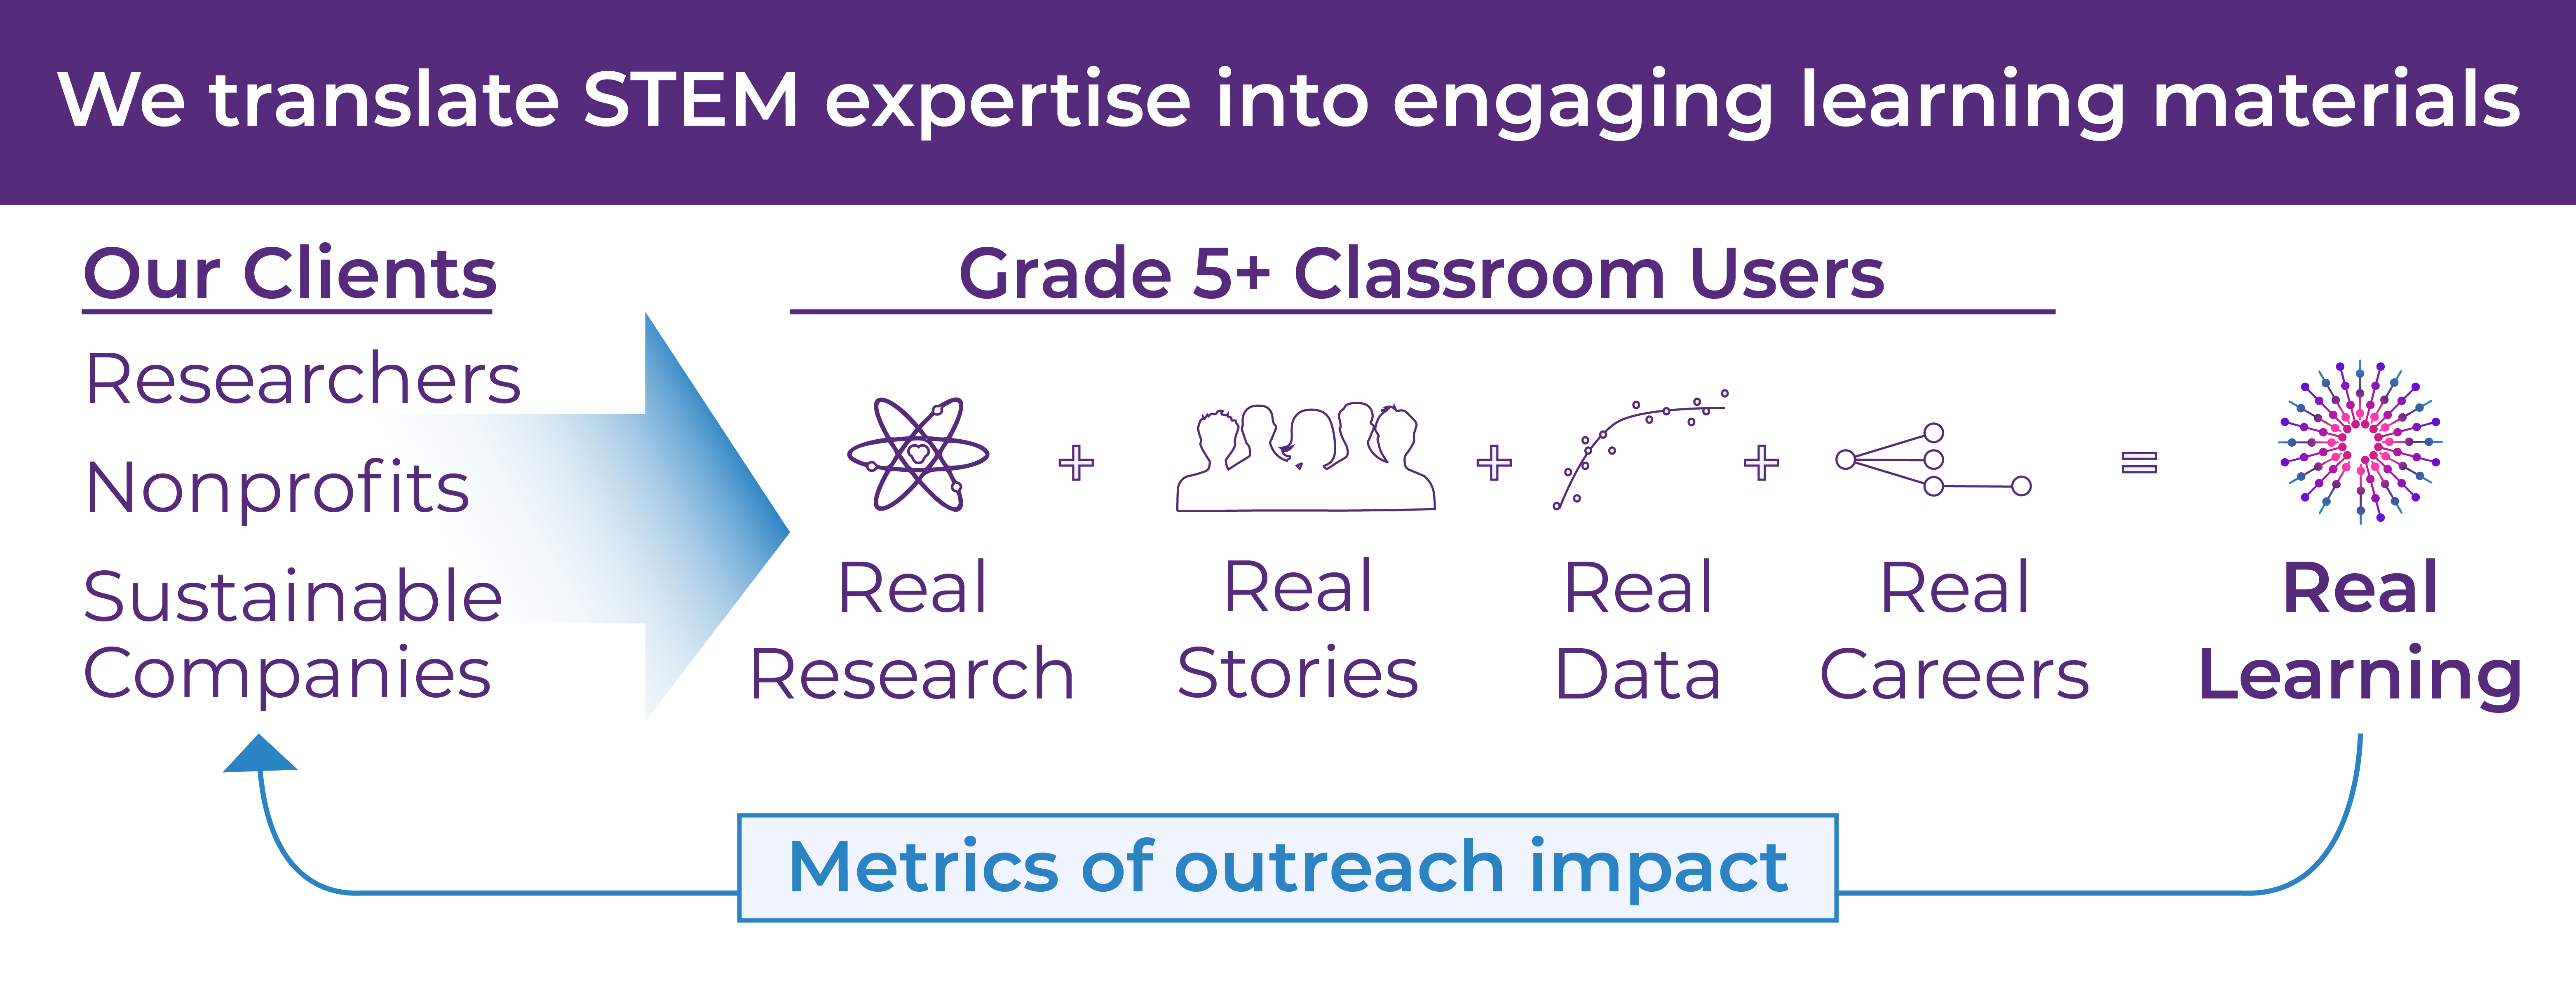 We translate STEM expertise into engaging learning materials
Our Clients
Researchers
Nonprofits
Sustainable
Companies
Grade 5+ Classroom Users
+ + + =
Real
Research
Real
Stories
Real
Data
Real
Careers
Real
Learning
Metrics of outreach impact